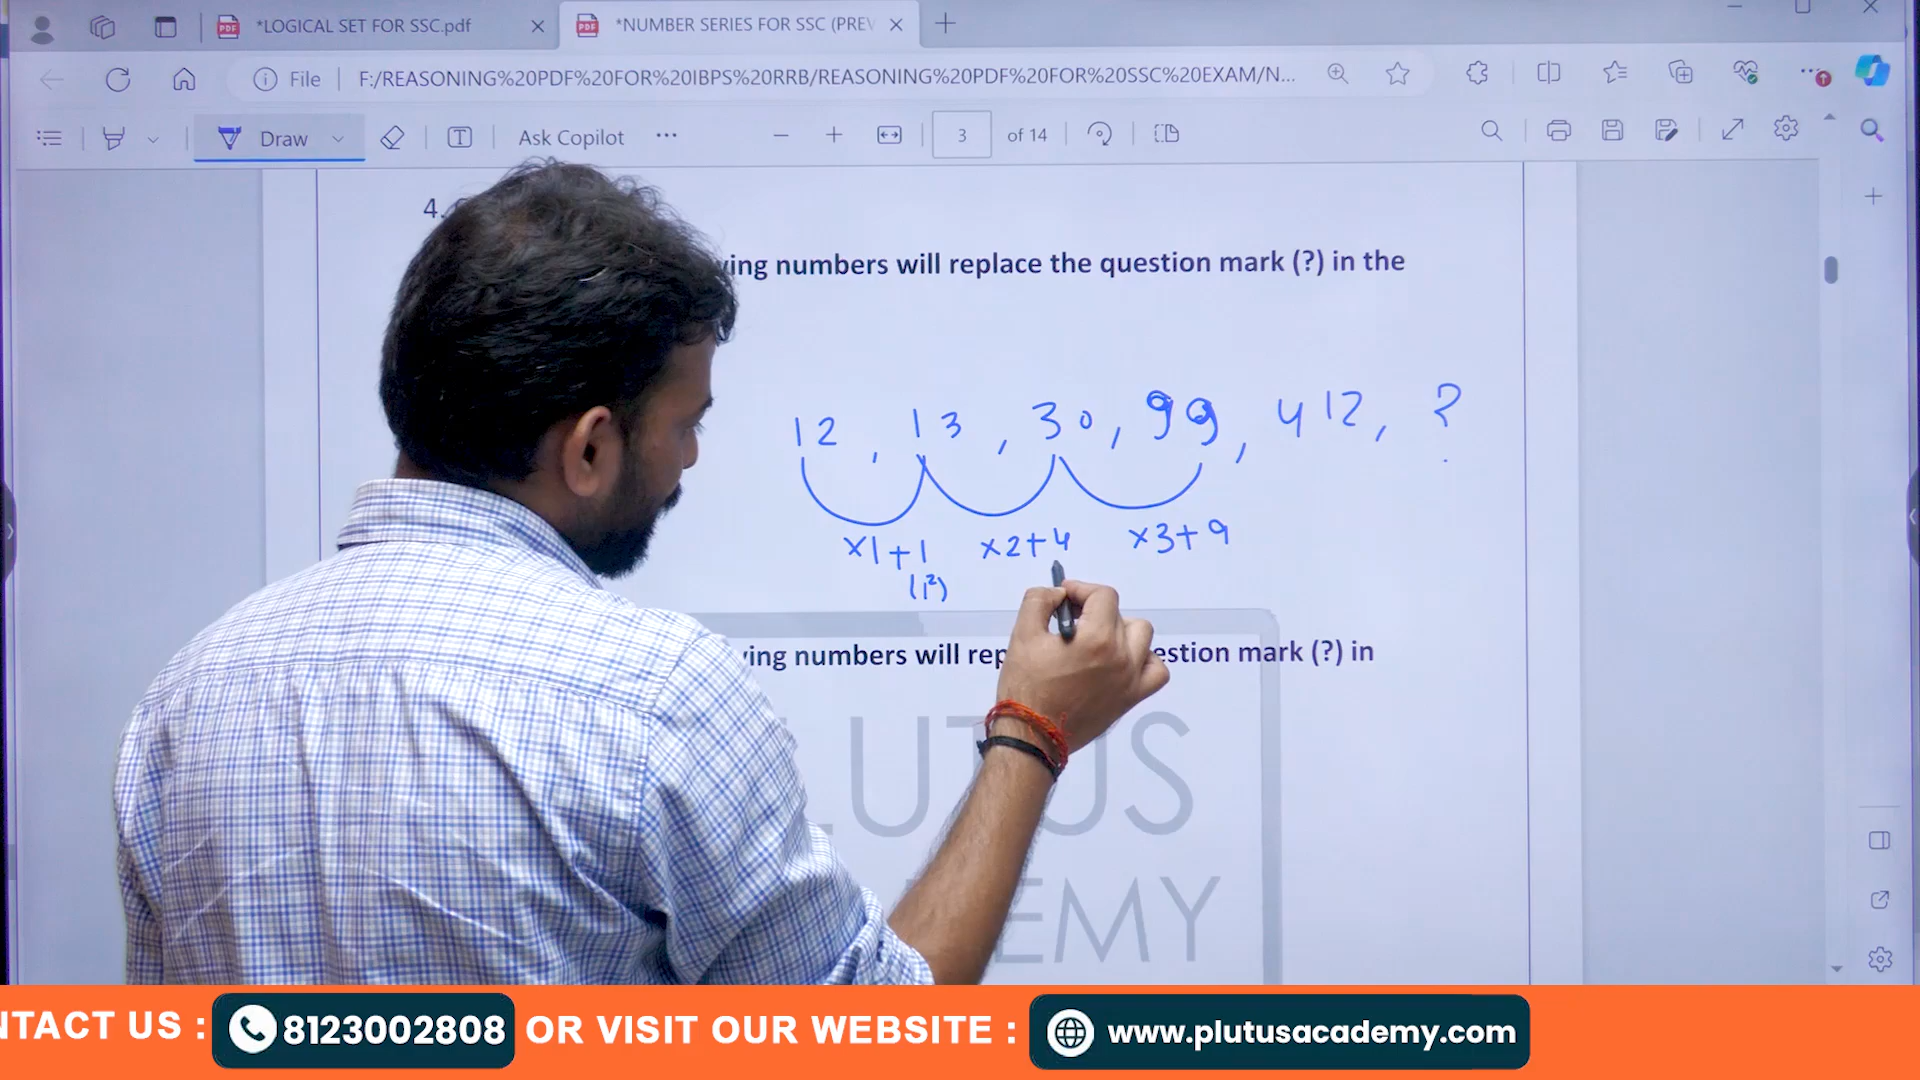 *LOGICAL SET FOR SSC.pdf
*NUMBER SERIES FOR SSC (PREV
File F:/REASONING%20PDF%20FOR%20IBPS%20RRB/REASONING%20PDF%20FOR%20SSC%20EXAM/N...
Draw Ask Copilot 3 of 14
4.
ing numbers will replace the question mark (?) in the
12, 13, 30, 99, 412, ?
×1+1 ×2+4 ×3+9
(1²)
ing numbers will rep estion mark (?) in
LUTUS
EMY
NTACT US : 8123002808 OR VISIT OUR WEBSITE : www.plutusacademy.com